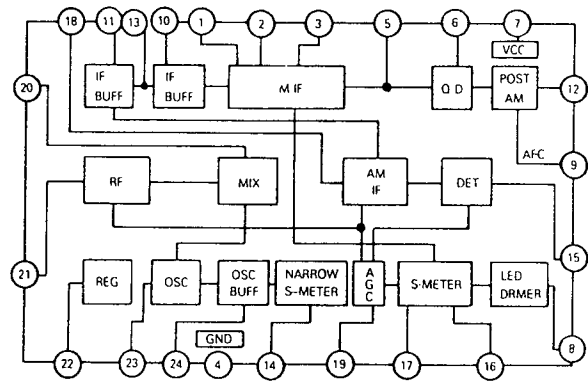 18 11 13 10 1 2 3 5 6 7
VCC
20
IF
BUFF
IF
BUFF
M IF
Q D
POST
AM
12
AFC
9
RF
MIX
AM
IF
DET
21
15
REG
OSC
OSC
BUFF
NARROW
S-METER
A
G
C
S-METER
LED
DRMER
GND
8
22 23 24 4 14 19 17 16